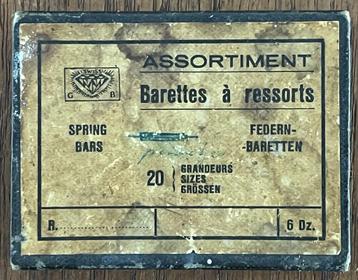 ASSORTIMENT
G B
Barettes à ressorts
SPRING
BARS
FEDERN-
-BARETTEN
20
GRANDEURS
SIZES
GRÖSSEN
R.
6 Dz.